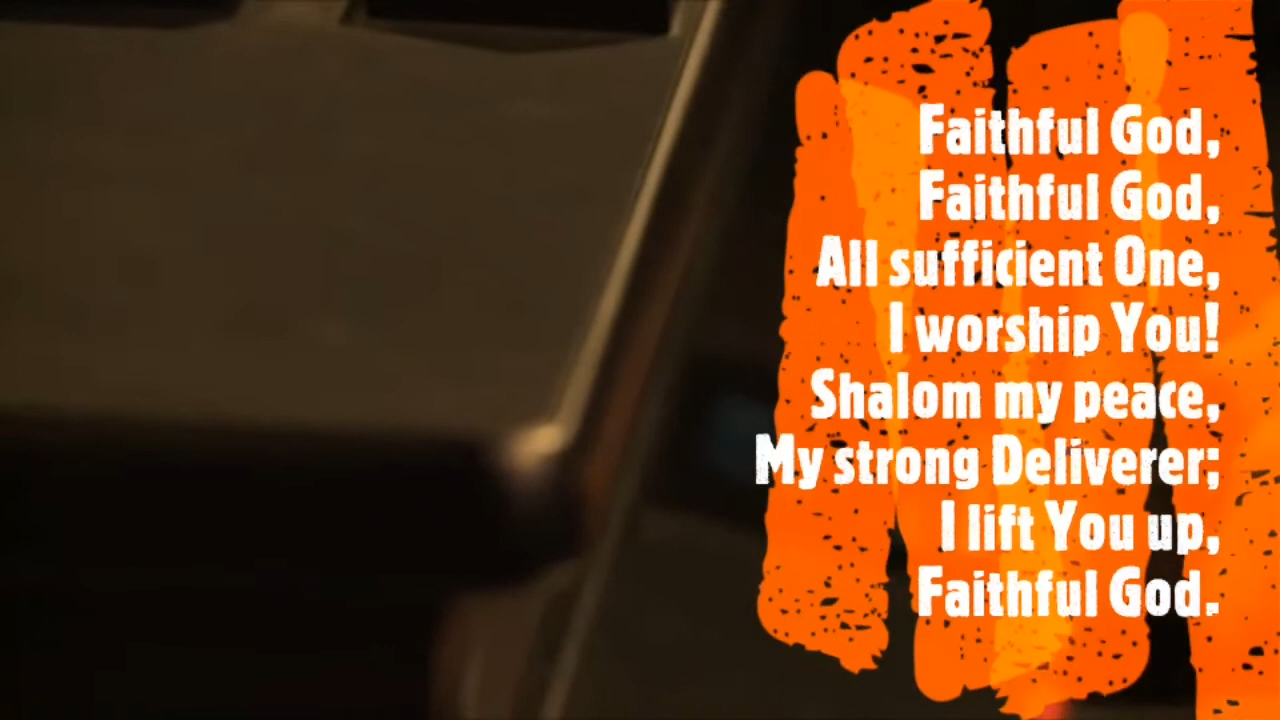 Faithful God,
Faithful God,
All sufficient One,
I worship You!
Shalom my peace,
My strong Deliverer;
I lift You up,
Faithful God.